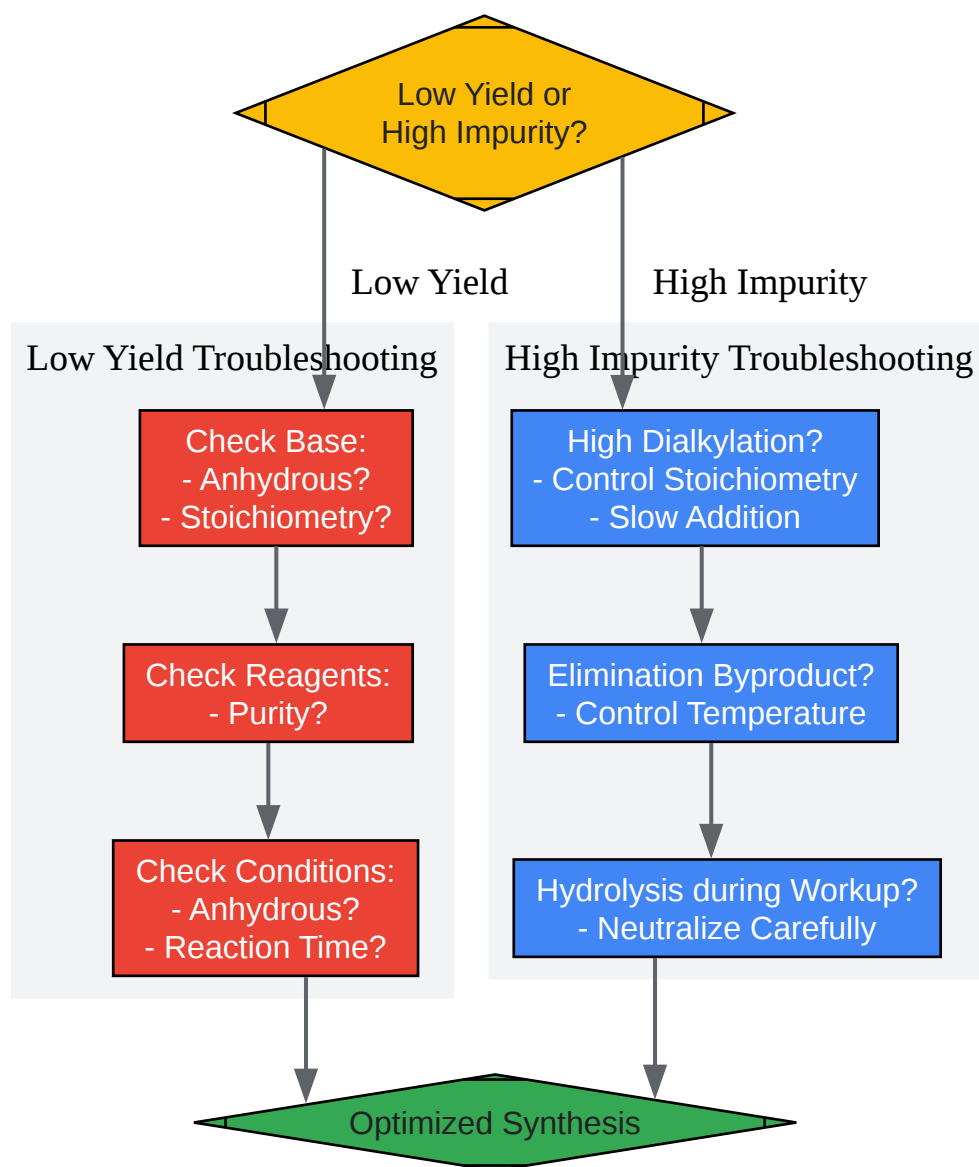 Low Yield or
High Impurity?
Low Yield
High Impurity
Low Yield Troubleshooting
High Impurity Troubleshooting
Check Base:
- Anhydrous?
- Stoichiometry?
High Dialkylation?
- Control Stoichiometry
- Slow Addition
Check Reagents:
- Purity?
Elimination Byproduct?
- Control Temperature
Check Conditions:
- Anhydrous?
- Reaction Time?
Hydrolysis during Workup?
- Neutralize Carefully
Optimized Synthesis